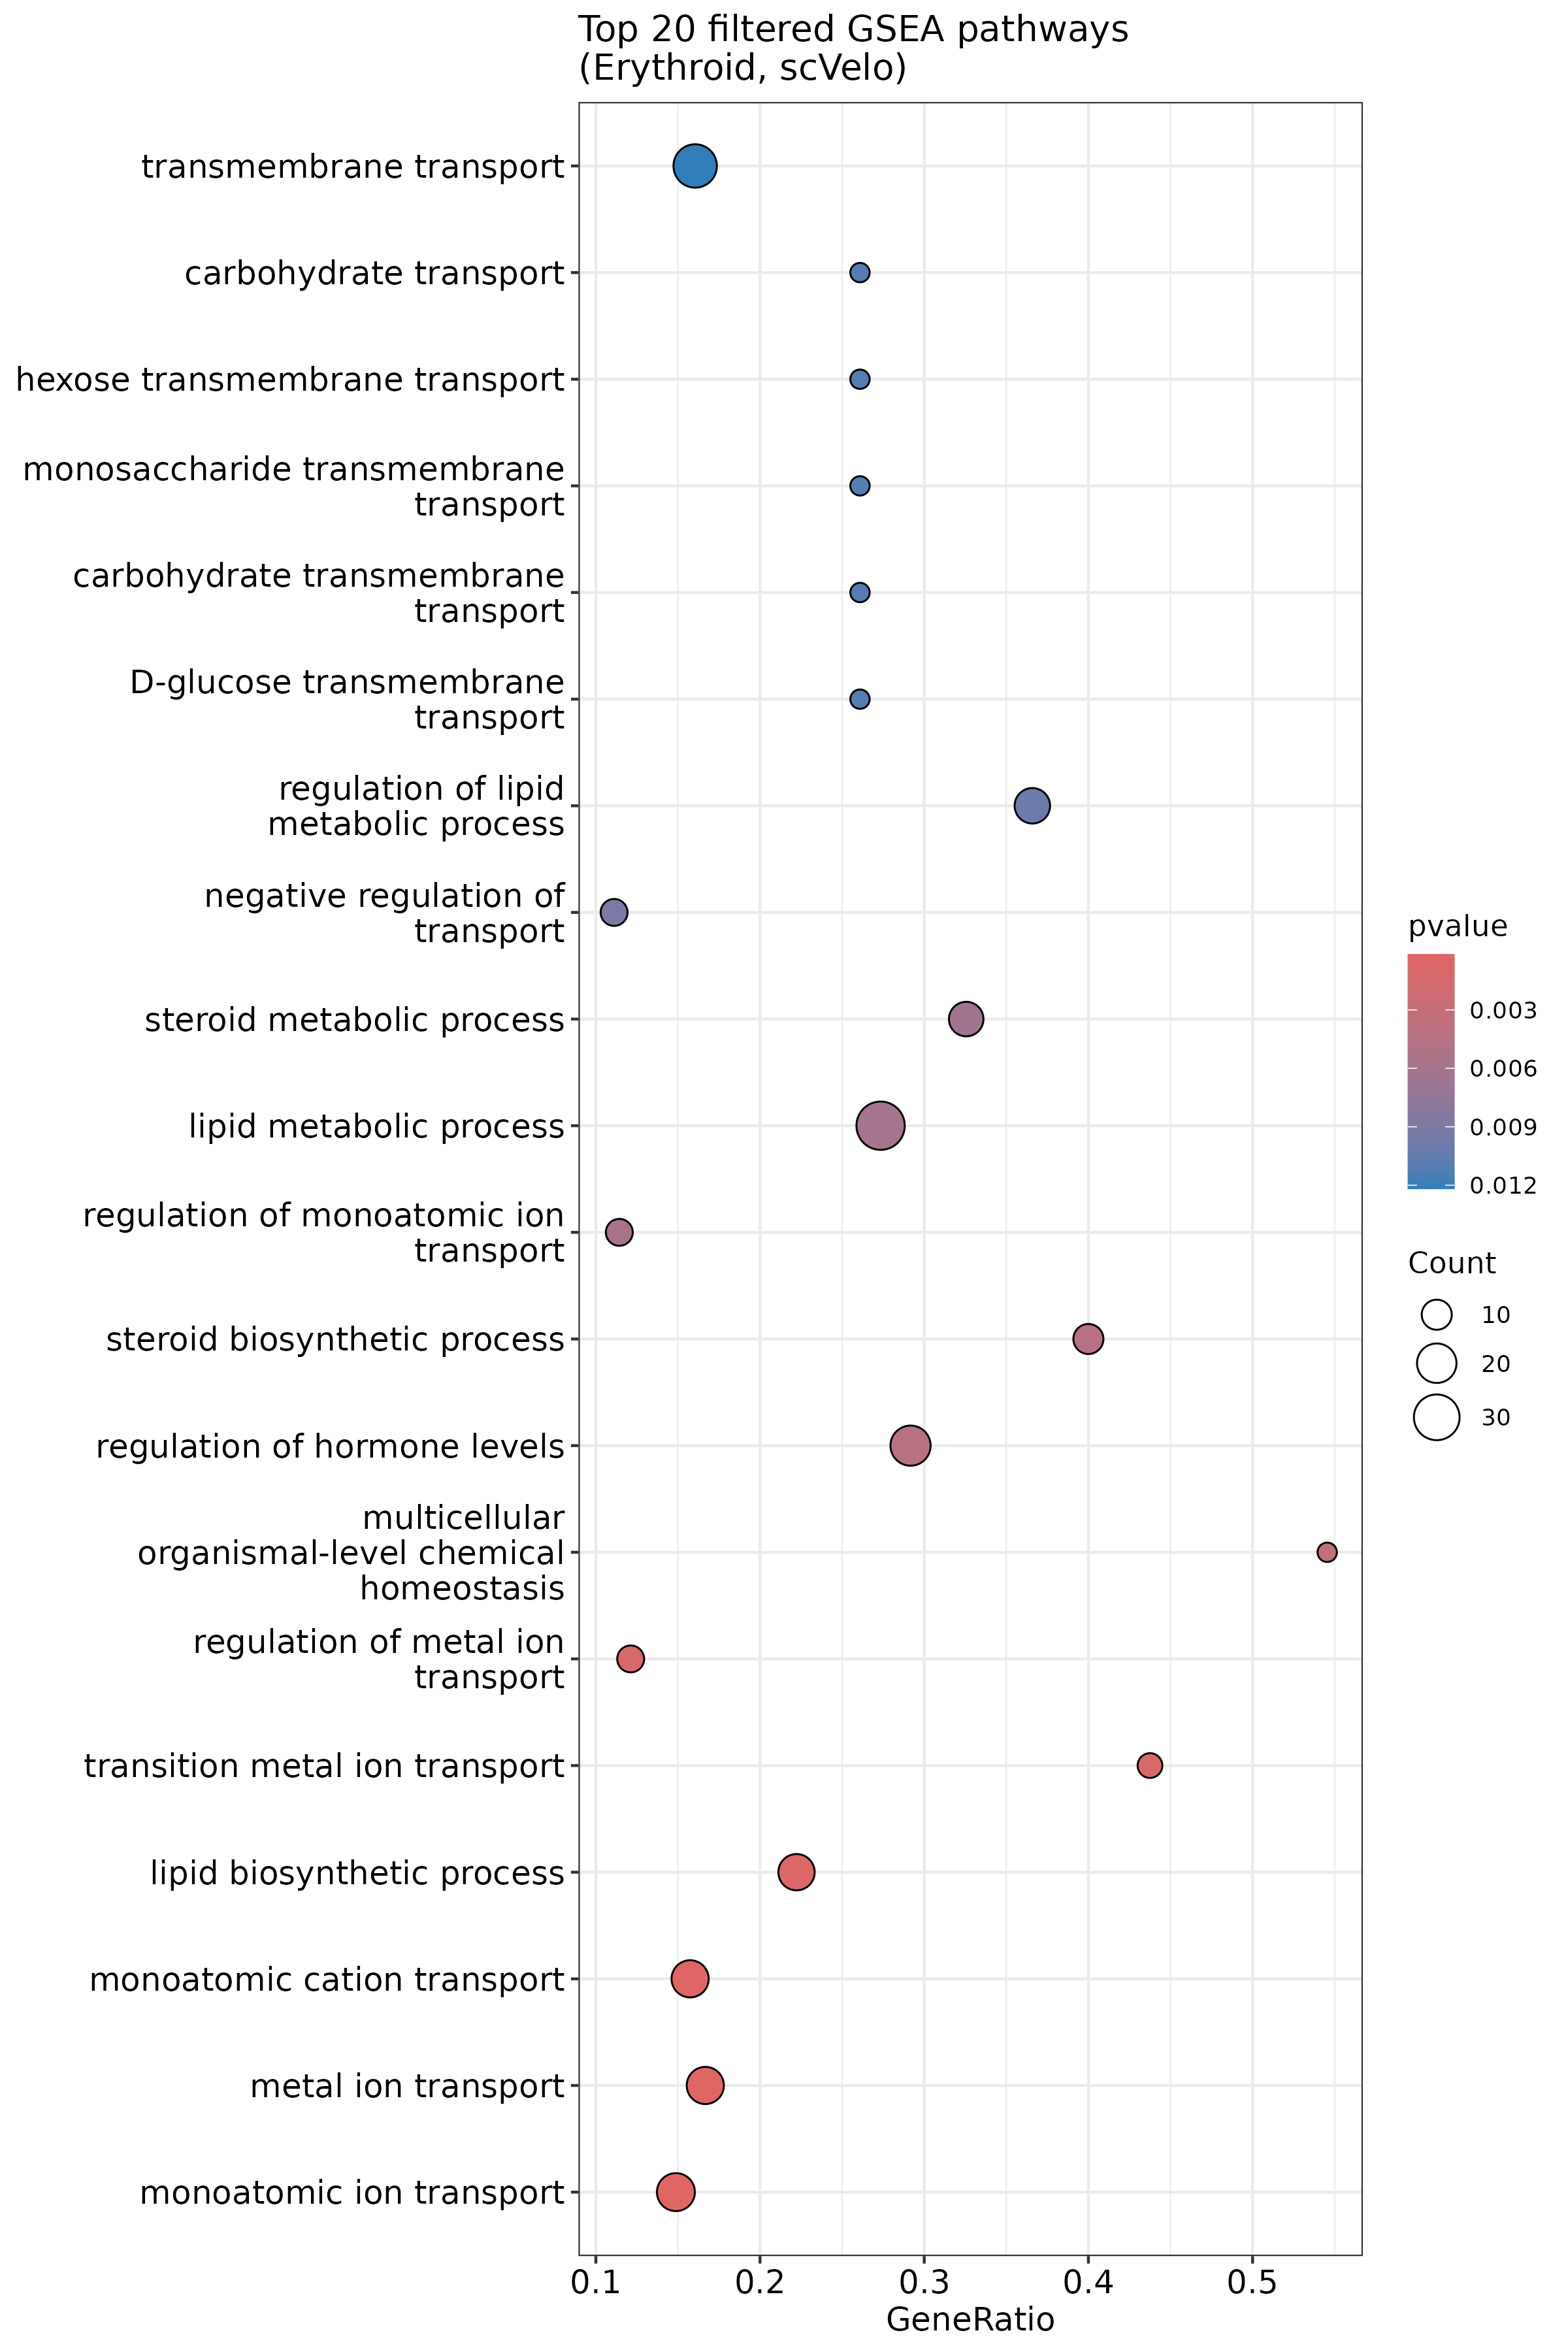 Top 20 filtered GSEA pathways
(Erythroid, scVelo)
transmembrane transport
carbohydrate transport
hexose transmembrane transport
monosaccharide transmembrane
transport
carbohydrate transmembrane
transport
D-glucose transmembrane
transport
regulation of lipid
metabolic process
negative regulation of
transport
steroid metabolic process
lipid metabolic process
regulation of monoatomic ion
transport
steroid biosynthetic process
regulation of hormone levels
multicellular
organismal-level chemical
homeostasis
regulation of metal ion
transport
transition metal ion transport
lipid biosynthetic process
monoatomic cation transport
metal ion transport
monoatomic ion transport
0.1 0.2 0.3 0.4 0.5
GeneRatio
pvalue
0.003
0.006
0.009
0.012
Count
10
20
30